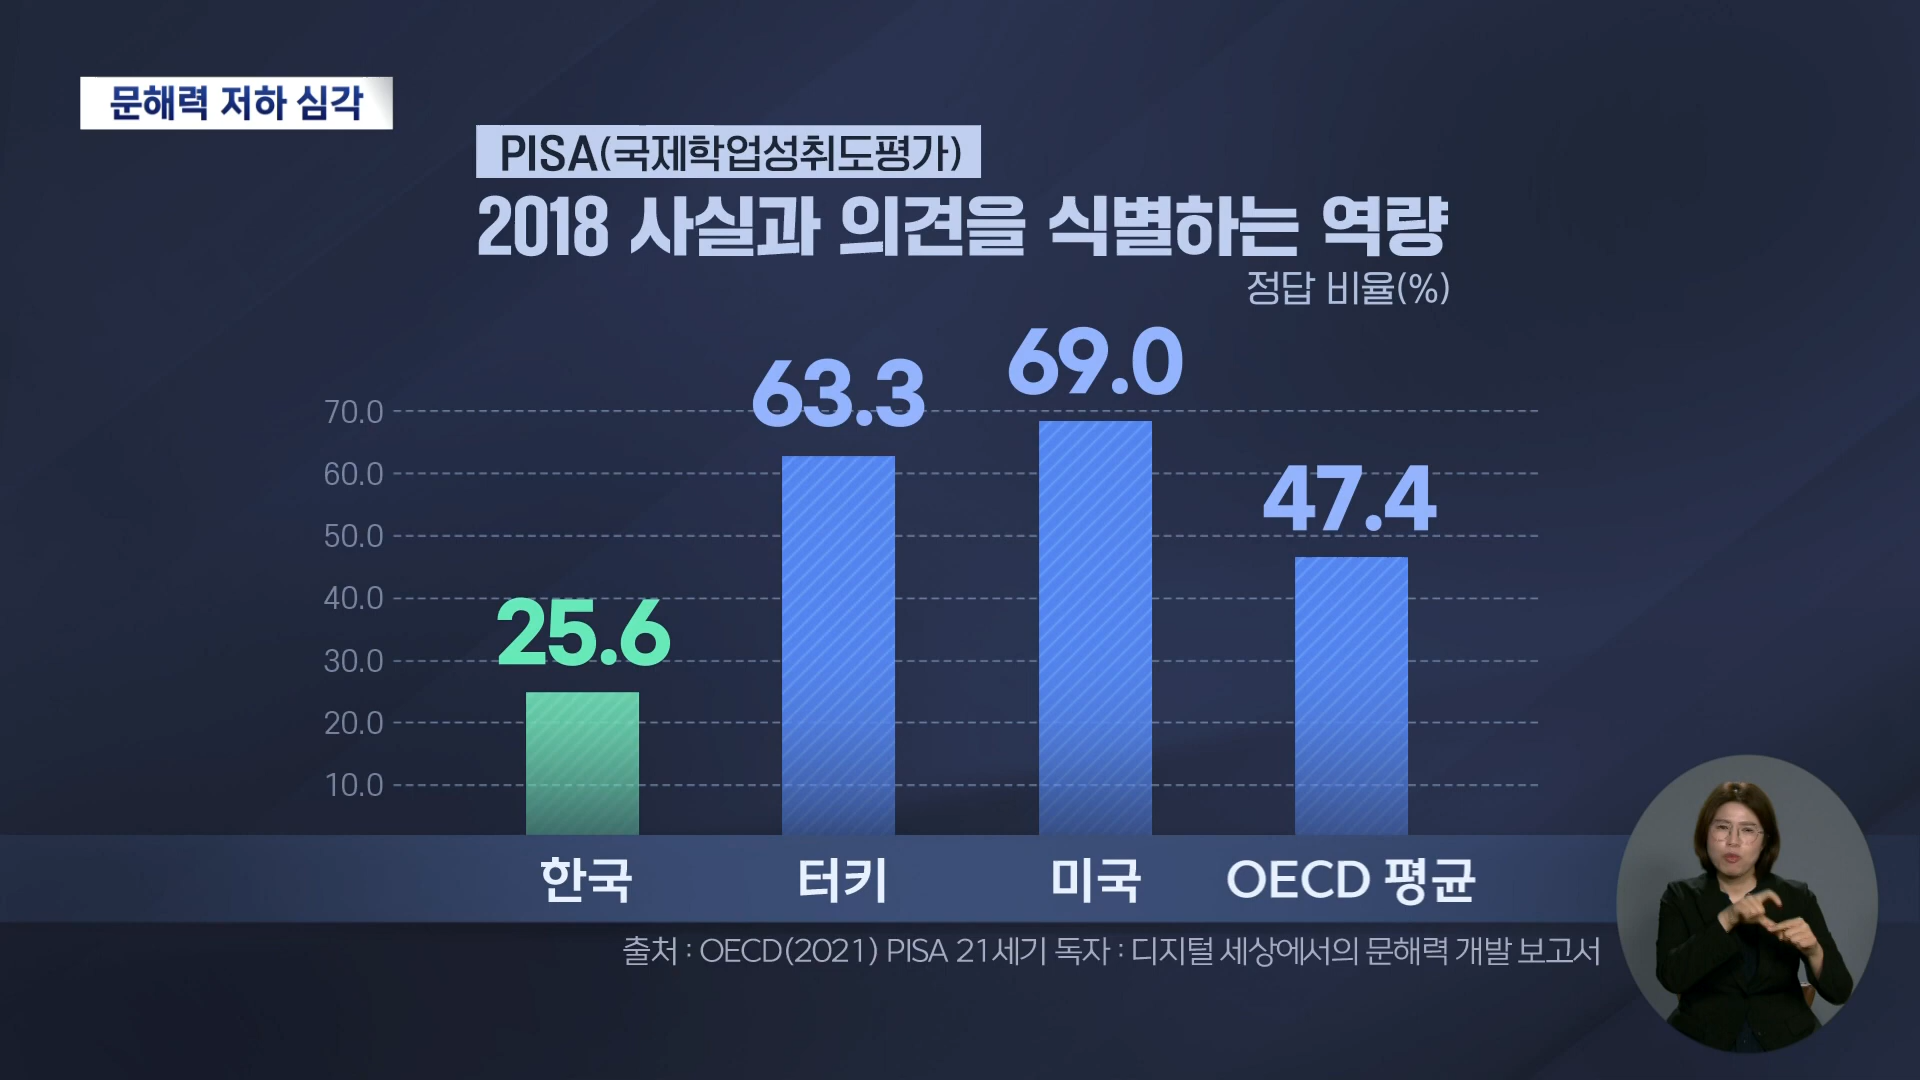 문해력 저하 심각
PISA(국제학업성취도평가)
2018 사실과 의견을 식별하는 역량
정답 비율(%)
70.0
60.0
50.0
40.0
30.0
20.0
10.0
25.6
63.3
69.0
47.4
한국
터키
미국
OECD 평균
출처 : OECD(2021) PISA 21세기 독자 : 디지털 세상에서의 문해력 개발 보고서